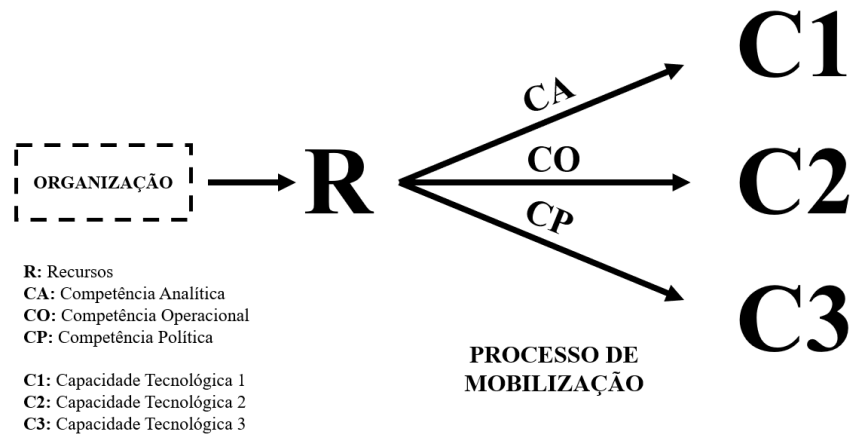 C1
CA
ORGANIZAÇÃO
R
CO
C2
CP
R: Recursos
CA: Competência Analítica
CO: Competência Operacional
CP: Competência Política
C3
PROCESSO DE
MOBILIZAÇÃO
C1: Capacidade Tecnológica 1
C2: Capacidade Tecnológica 2
C3: Capacidade Tecnológica 3